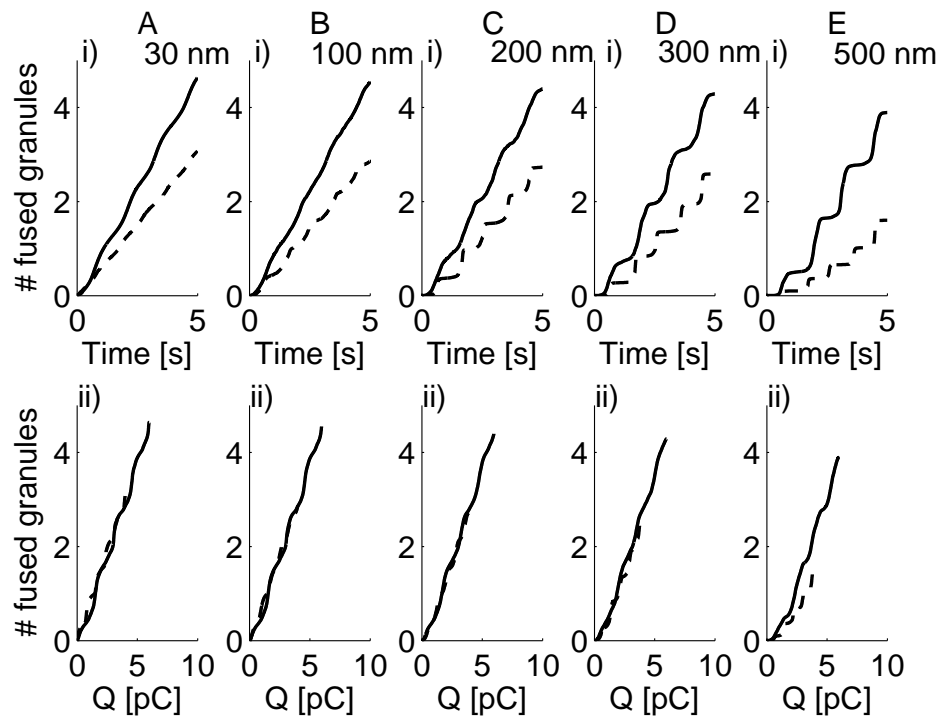 A B C D E
i) 30 nm i) 100 nm i) 200 nm i) 300 nm i) 500 nm
# fused granules
4 4 4 4 4
2 2 2 2 2
0 0 0 0 0
0 5 0 5 0 5 0 5 0 5
Time [s] Time [s] Time [s] Time [s] Time [s]
ii) ii) ii) ii) ii)
# fused granules
4 4 4 4 4
2 2 2 2 2
0 0 0 0 0
0 5 10 0 5 10 0 5 10 0 5 10 0 5 10
Q [pC] Q [pC] Q [pC] Q [pC] Q [pC]